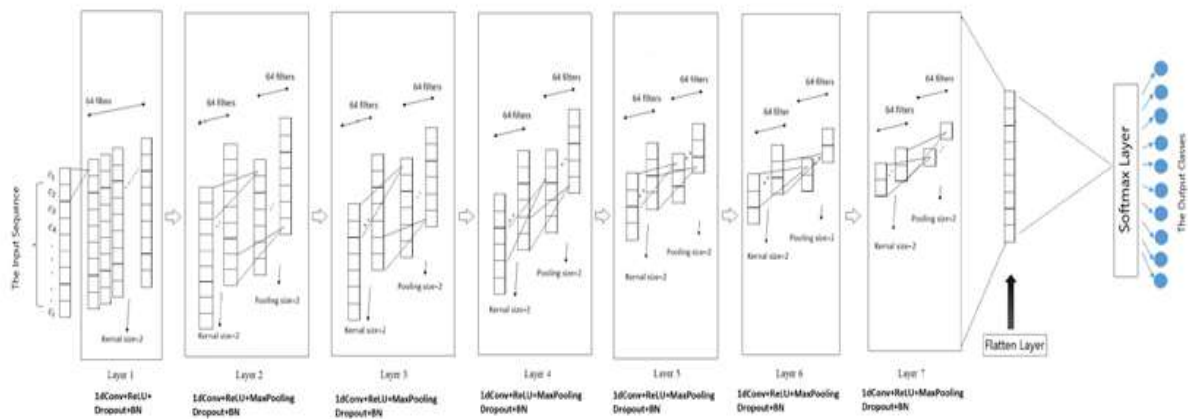 The Input Sequence
64 filters
Kernal size=2
Layer 1
1dConv+ReLU+
Dropout+BN
64 filters
64 filters
Kernal size=2
Pooling size=2
Layer 2
1dConv+ReLU+MaxPooling
Dropout+BN
64 filters
64 filters
Kernal size=2
Pooling size=2
Layer 3
1dConv+ReLU+MaxPooling
Dropout+BN
64 filters
64 filters
Kernal size=2
Pooling size=2
Layer 4
1dConv+ReLU+MaxPooling
Dropout+BN
64 filters
64 filters
Kernal size=2
Pooling size=2
Layer 5
1dConv+ReLU+MaxPooling
Dropout+BN
64 filter
64 filters
Kernal size=2
Pooling size=2
Layer 6
1dConv+ReLU+MaxPooling
Dropout+BN
64 filters
64 filters
Kernal size=2
Pooling size=2
Layer 7
1dConv+ReLU+MaxPooling
Dropout+BN
Flatten Layer
Softmax Layer
The Output Classes